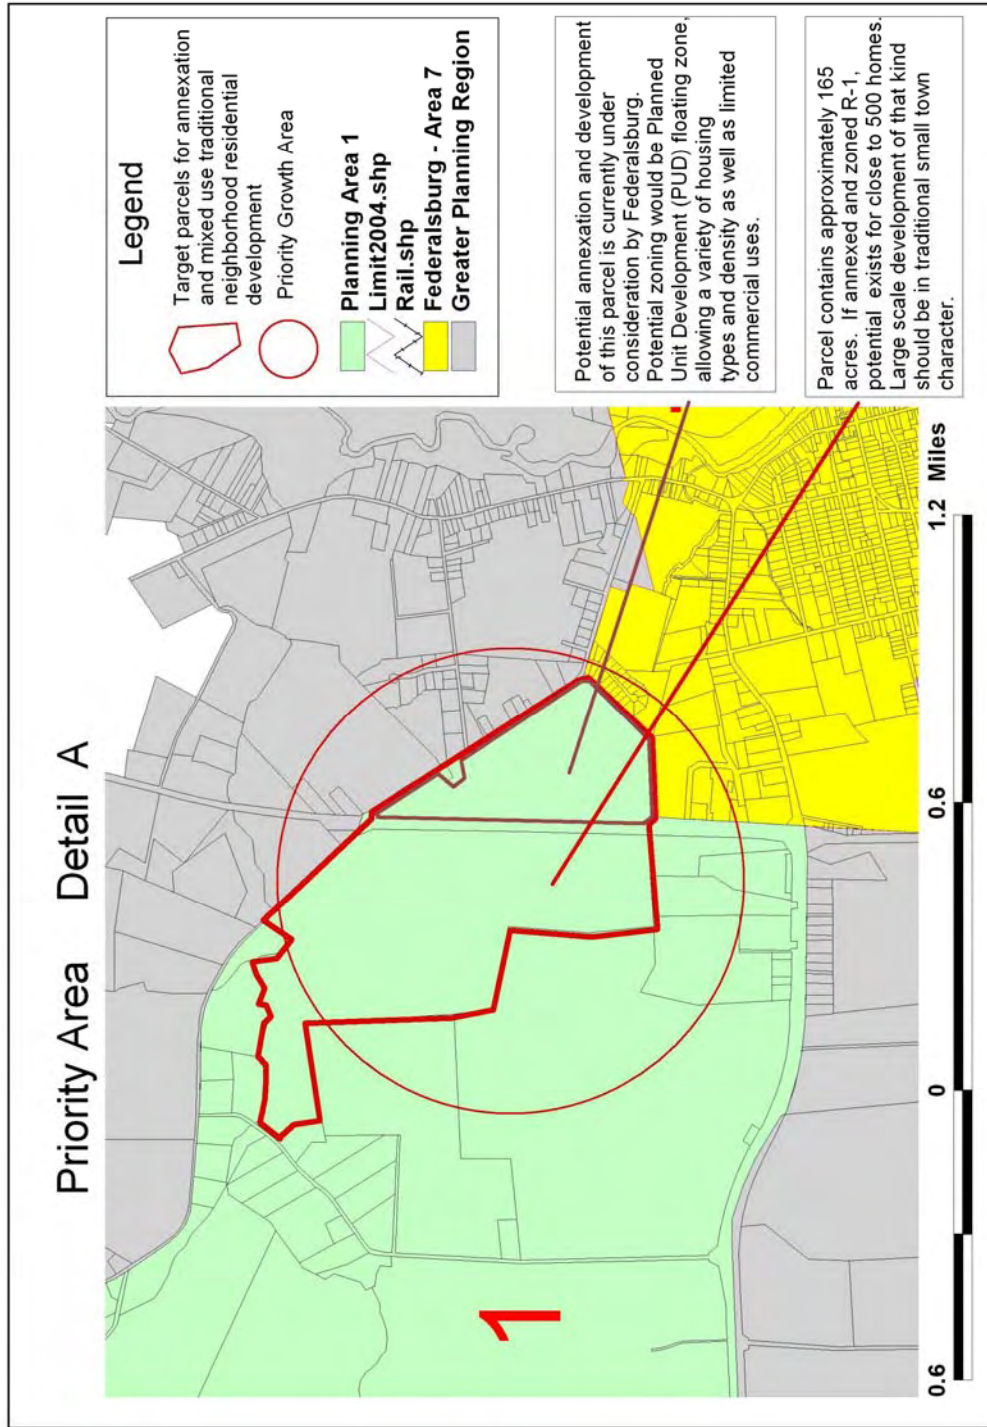 Priority Area Detail A
1
Legend
Target parcels for annexation
and mixed use traditional
neighborhood residential
development
Priority Growth Area
Planning Area 1
Limit2004.shp
Rail.shp
Federalsburg - Area 7
Greater Planning Region
Potential annexation and development
of this parcel is currently under
consideration by Federalsburg.
Potential zoning would be Planned
Unit Development (PUD) floating zone,
allowing a variety of housing
types and density as well as limited
commercial uses.
Parcel contains approximately 165
acres. If annexed and zoned R-1,
potential exists for close to 500 homes.
Large scale development of that kind
should be in traditional small town
character.
0.6 0 0.6 1.2 Miles